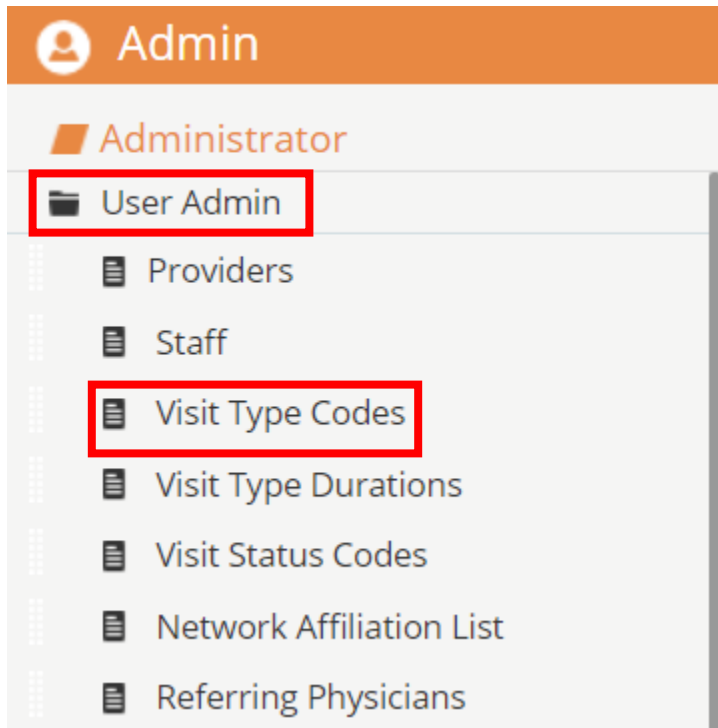 Admin
Administrator
User Admin
Providers
Staff
Visit Type Codes
Visit Type Durations
Visit Status Codes
Network Affiliation List
Referring Physicians